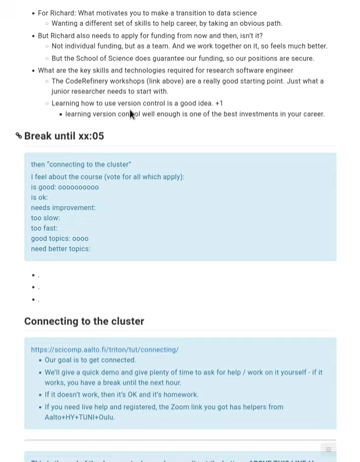 For Richard: What motivates you to make a transition to data science
Wanting a different set of skills to help career, by taking an obvious path.
But Richard also needs to apply for funding from now and then, isn't it?
Not individual funding, but as a team. And we work together on it, so feels much better.
But the School of Science does guarantee our funding, so our positions are secure.
What are the key skills and technologies required for research software engineer
The CodeRefinery workshops (link above) are a really good starting point. Just what a
junior researcher needs to start with.
Learning how to use version control is a good idea. +1
learning version control well enough is one of the best investments in your career.
Break until xx:05
then "connecting to the cluster"
I feel about the course (vote for all which apply):
is good: oooooooooo
is ok:
needs improvement:
too slow:
too fast:
good topics: oooo
need better topics:
.
.
.
Connecting to the cluster
https://scicomp.aalto.fi/triton/tut/connecting/
Our goal is to get connected.
We'll give a quick demo and give plenty of time to ask for help / work on it yourself - if it
works, you have a break until the next hour.
If it doesn't work, then it's OK and it's homework.
If you need live help and registered, the Zoom link you got has helpers from
Aalto+HY+TUNI+Oulu.